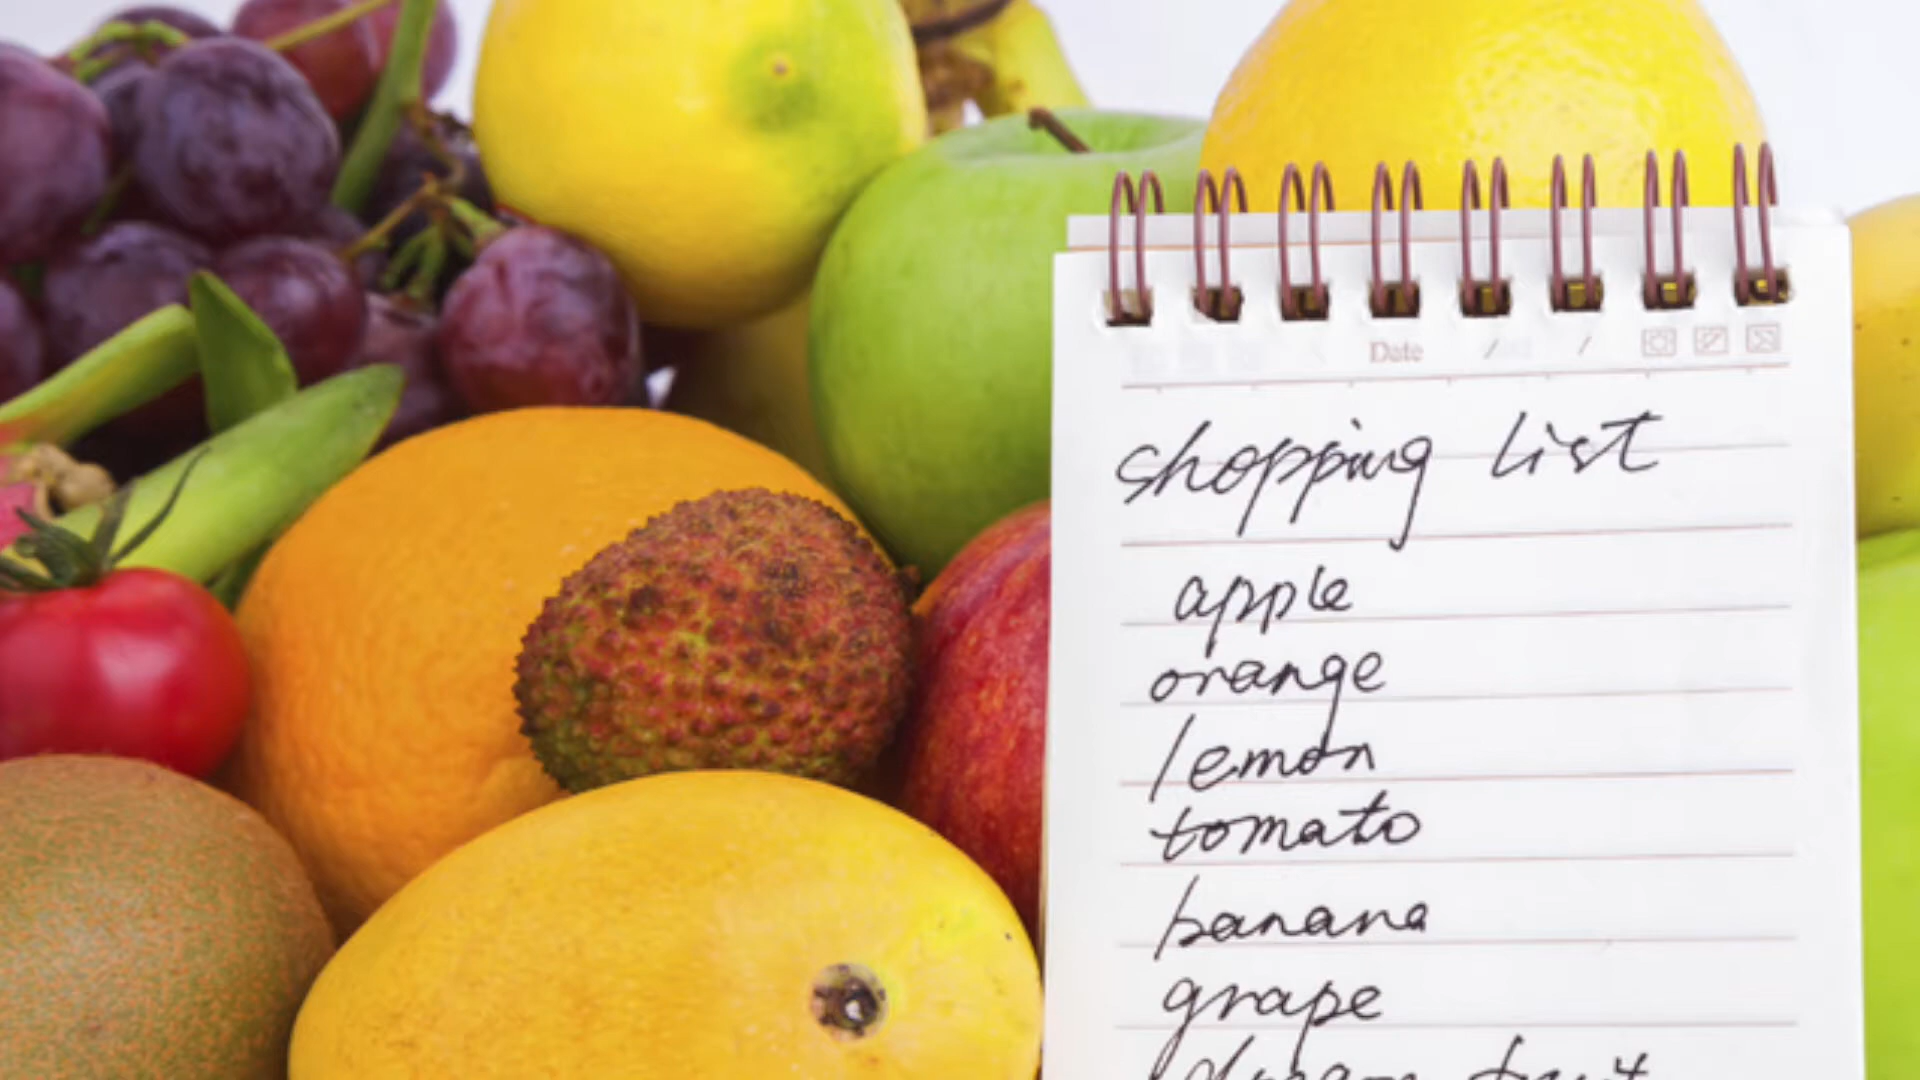 Date / /
shopping list
apple
orange
lemon
tomato
banana
grape